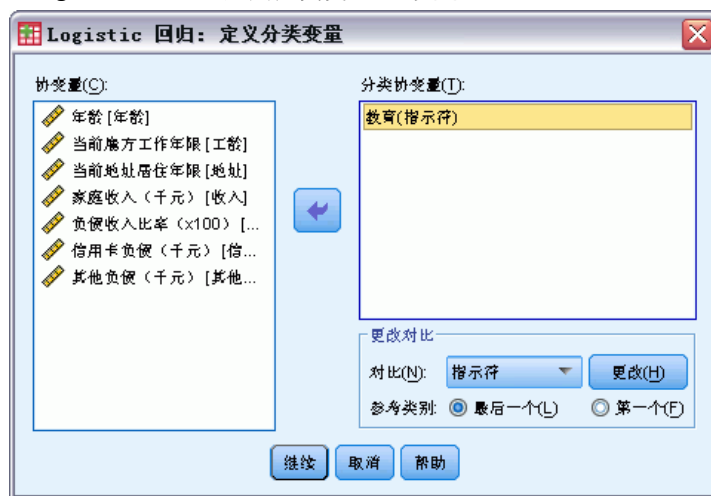 Logistic 回归：定义分类变量
协变量(C):
年龄 [年龄]
当前雇方工作年限 [工龄]
当前地址居住年限 [地址]
家庭收入（千元）[收入]
负债收入比率（x100）[...
信用卡负债（千元）[信...
其他负债（千元）[其他...
分类协变量(T):
教育(指示符)
更改对比
对比(N): 指示符 更改(H)
参考类别: 最后一个(L) 第一个(F)
继续 取消 帮助